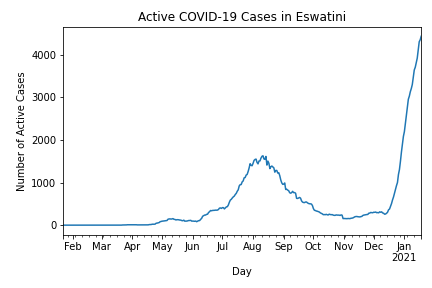 Active COVID-19 Cases in Eswatini
Number of Active Cases
4000
3000
2000
1000
0
Feb Mar Apr May Jun Jul Aug Sep Oct Nov Dec Jan
2021
Day